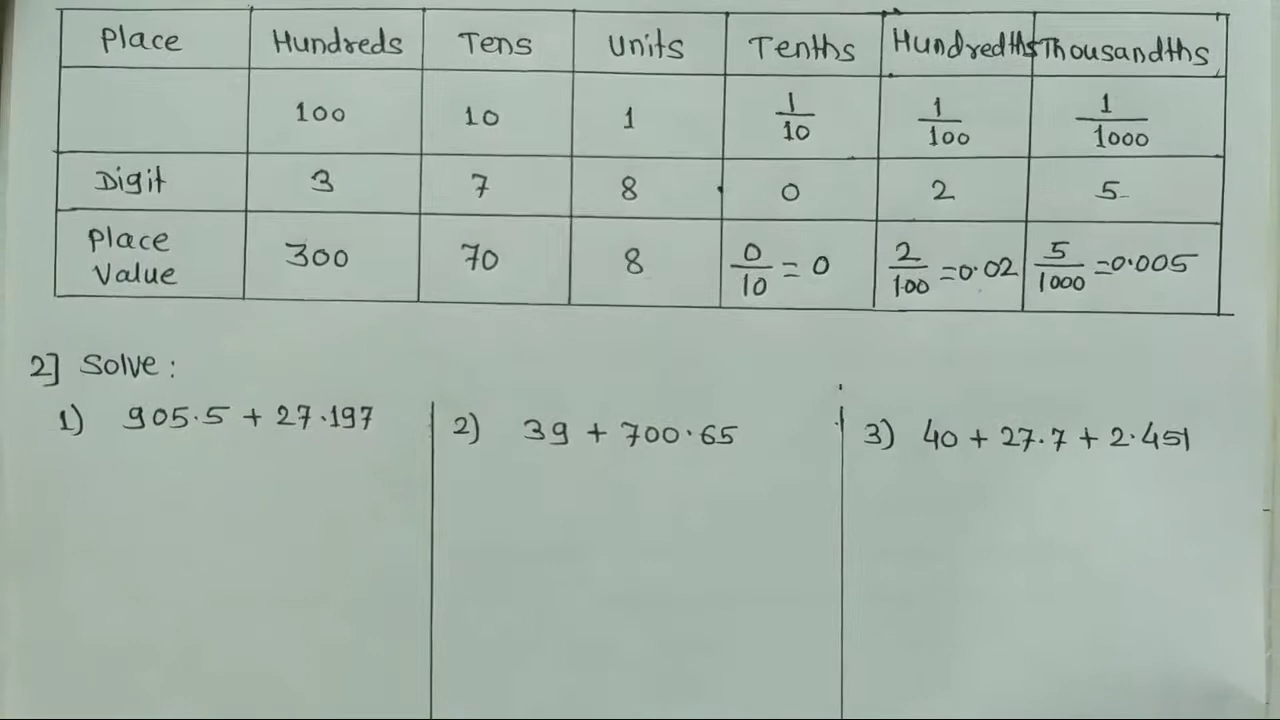 Place Hundreds Tens Units Tenths Hundredths Thousandths
100 10 1 1/10 1/100 1/1000
Digit 3 7 8 . 0 2 5
Place Value 300 70 8 0/10 = 0 2/100 = 0.02 5/1000 = 0.005
2] Solve :
1) 905.5 + 27.197
2) 39 + 700.65
3) 40 + 27.7 + 2.451